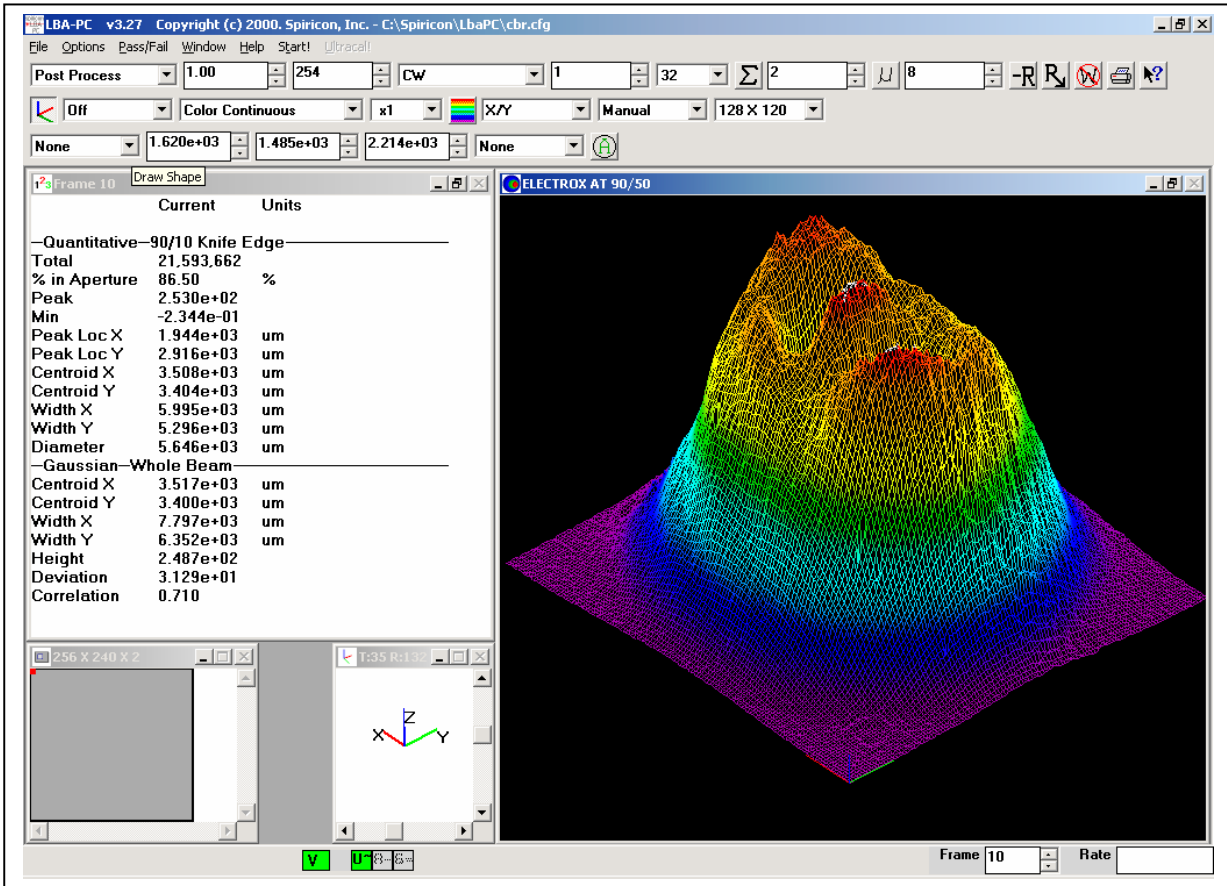 LBA-PC v3.27 Copyright (c) 2000. Spiricon, Inc. - C:\Spiricon\LbaPC\cbr.cfg
File Options Pass/Fail Window Help Start! Ultracal!
Post Process 1.00 254 CW 1 32 Σ 2 μ 8 -R R
Off Color Continuous x1 X/Y Manual 128 X 120
None 1.620e+03 1.485e+03 2.214e+03 None A
Draw Shape
Frame 10
Current Units
Quantitative—90/10 Knife Edge
Total 21,593,662
% in Aperture 86.50 %
Peak 2.530e+02
Min -2.344e-01
Peak Loc X 1.944e+03 um
Peak Loc Y 2.916e+03 um
Centroid X 3.508e+03 um
Centroid Y 3.404e+03 um
Width X 5.995e+03 um
Width Y 5.296e+03 um
Diameter 5.646e+03 um
Gaussian—Whole Beam
Centroid X 3.517e+03 um
Centroid Y 3.400e+03 um
Width X 7.797e+03 um
Width Y 6.352e+03 um
Height 2.487e+02
Deviation 3.129e+01
Correlation 0.710
ELECTROX AT 90/50
256 X 240 X 2
T:35 R:132
Z
X Y
V U
Frame 10 Rate